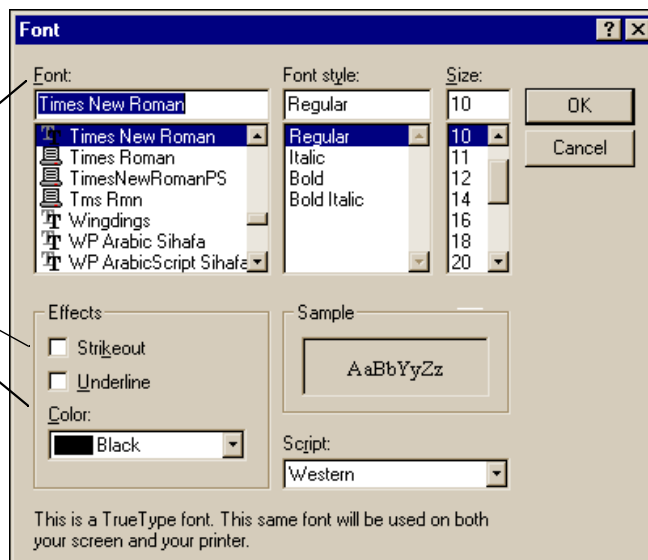 Font
Font:
Times New Roman
Times New Roman
Times Roman
TimesNewRomanPS
Tms Rmn
Wingdings
WP Arabic Sihafa
WP ArabicScript Sihafa
Font style:
Regular
Regular
Italic
Bold
Bold Italic
Size:
10
10
11
12
14
16
18
20
OK
Cancel
Effects
Strikeout
Underline
Color:
Black
Sample
AaBbYyZz
Script:
Western
This is a TrueType font. This same font will be used on both
your screen and your printer.